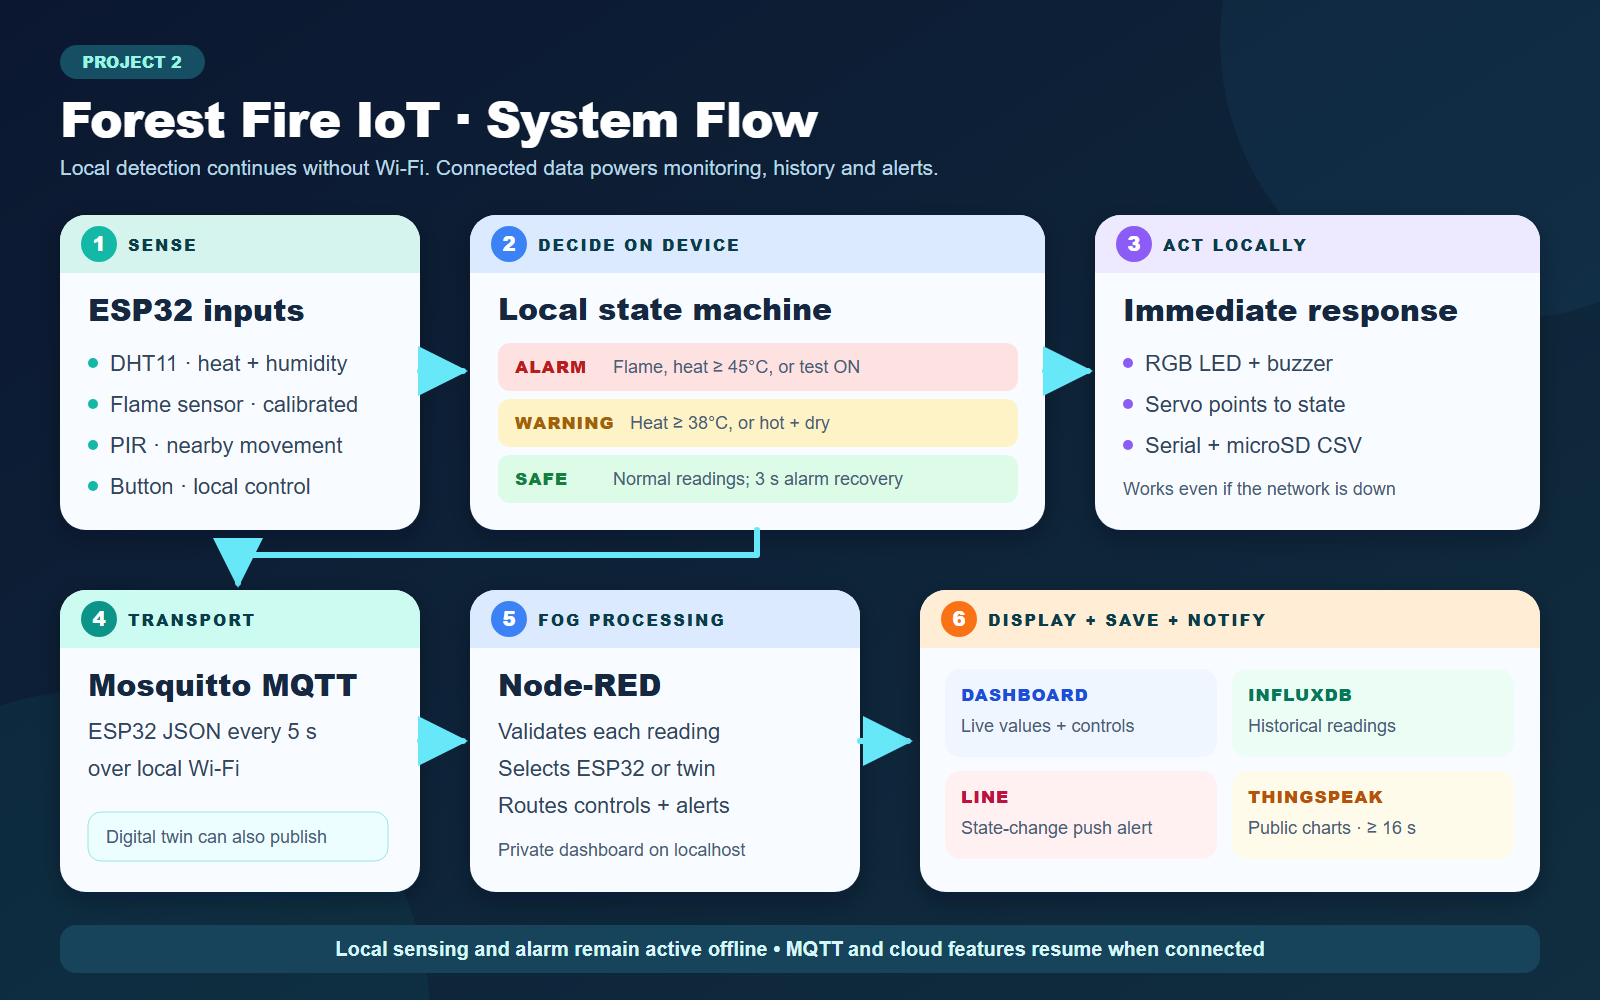 PROJECT 2
Forest Fire IoT · System Flow
Local detection continues without Wi-Fi. Connected data powers monitoring, history and alerts.
1 SENSE
ESP32 inputs
DHT11 · heat + humidity
Flame sensor · calibrated
PIR · nearby movement
Button · local control
2 DECIDE ON DEVICE
Local state machine
ALARM Flame, heat ≥ 45°C, or test ON
WARNING Heat ≥ 38°C, or hot + dry
SAFE Normal readings; 3 s alarm recovery
3 ACT LOCALLY
Immediate response
RGB LED + buzzer
Servo points to state
Serial + microSD CSV
Works even if the network is down
4 TRANSPORT
Mosquitto MQTT
ESP32 JSON every 5 s
over local Wi-Fi
Digital twin can also publish
5 FOG PROCESSING
Node-RED
Validates each reading
Selects ESP32 or twin
Routes controls + alerts
Private dashboard on localhost
6 DISPLAY + SAVE + NOTIFY
DASHBOARD
Live values + controls
INFLUXDB
Historical readings
LINE
State-change push alert
THINGSPEAK
Public charts · ≥ 16 s
Local sensing and alarm remain active offline • MQTT and cloud features resume when connected